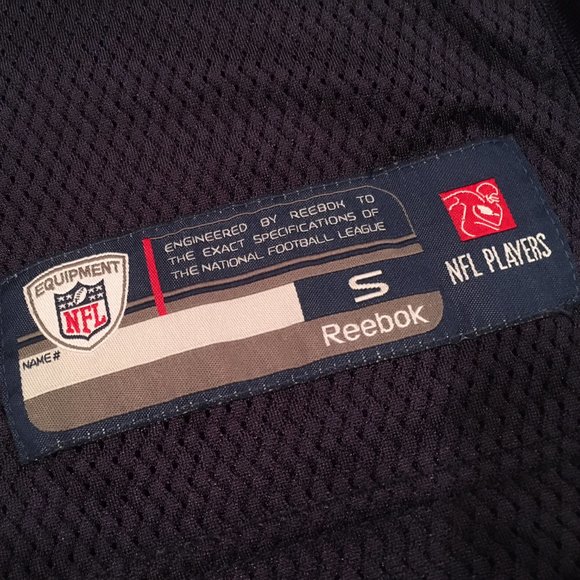 EQUIPMENT
NFL
NAME#
ENGINEERED BY REEBOK TO
THE EXACT SPECIFICATIONS OF
THE NATIONAL FOOTBALL LEAGUE
S
Reebok
NFL PLAYERS